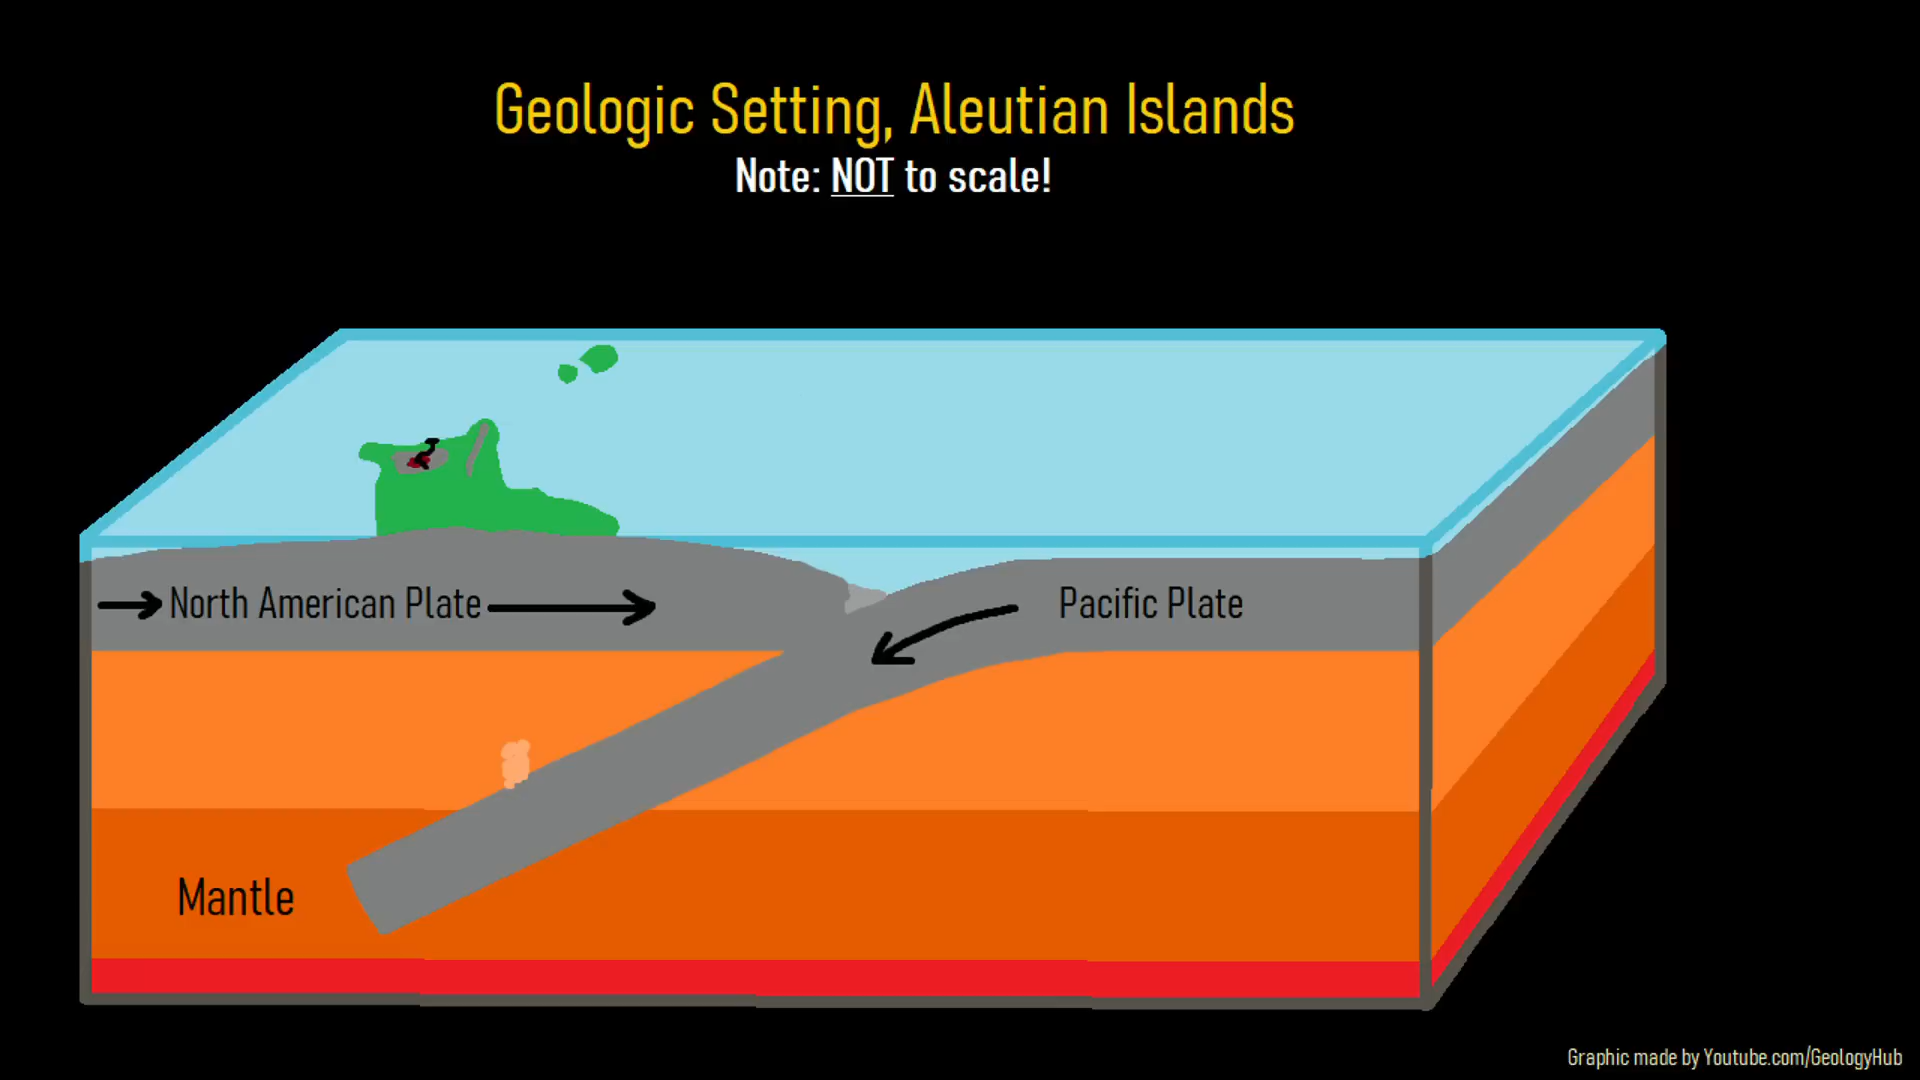 Geologic Setting, Aleutian Islands
Note: NOT to scale!
North American Plate
Pacific Plate
Mantle
Graphic made by Youtube.com/GeologyHub